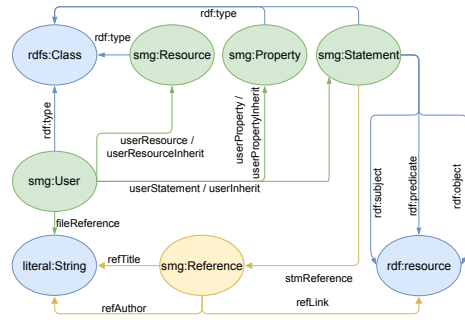 rdf:type
rdfs:Class
rdf:type
smg:Resource
smg:Property
smg:Statement
rdf:type
userResource /
userResourceInherit
userProperty /
userPropertyInherit
smg:User
userStatement / userInherit
rdf:subject
rdf:predicate
rdf:object
fileReference
literal:String
refTitle
smg:Reference
stmReference
rdf:resource
refAuthor
refLink